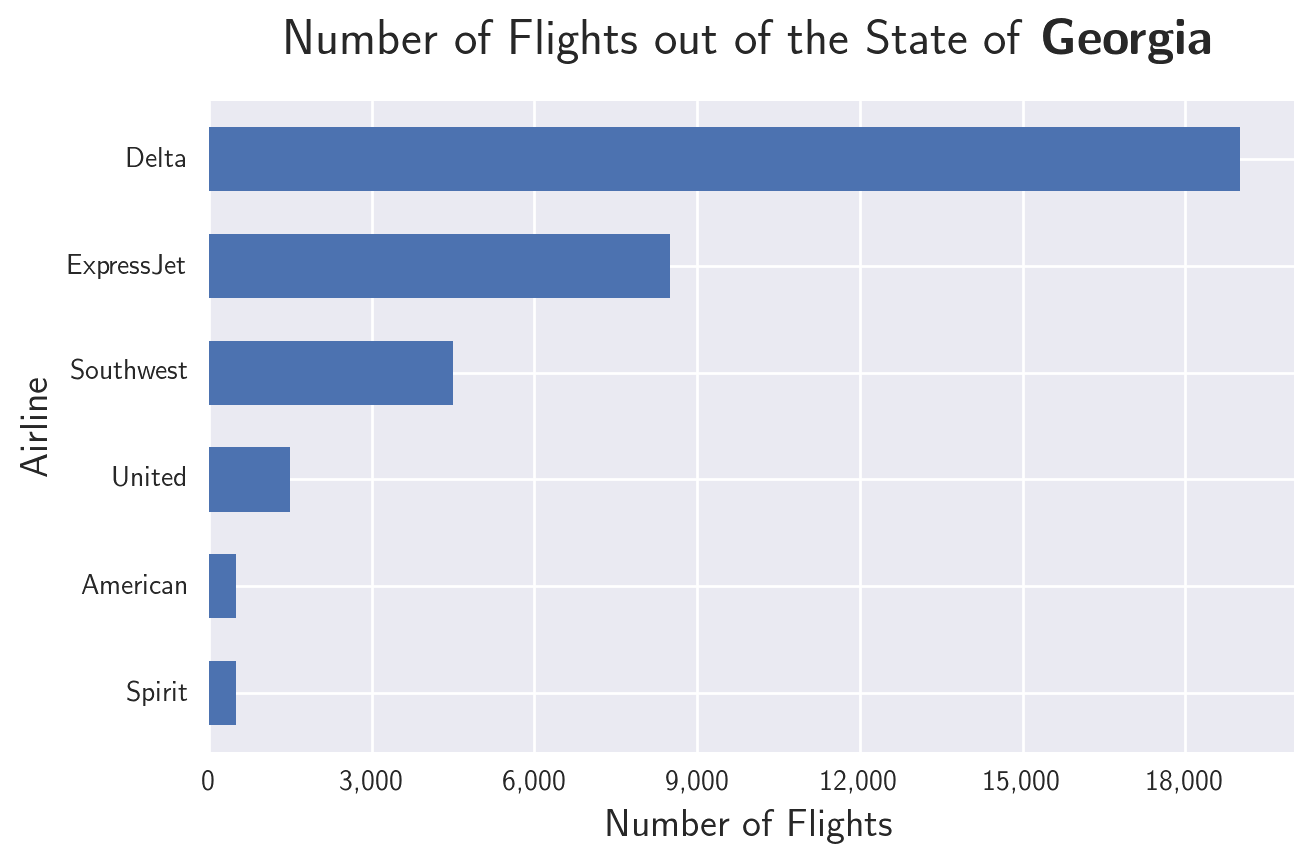 Number of Flights out of the State of Georgia
Delta
ExpressJet
Southwest
United
American
Spirit
Airline
0 3,000 6,000 9,000 12,000 15,000 18,000
Number of Flights